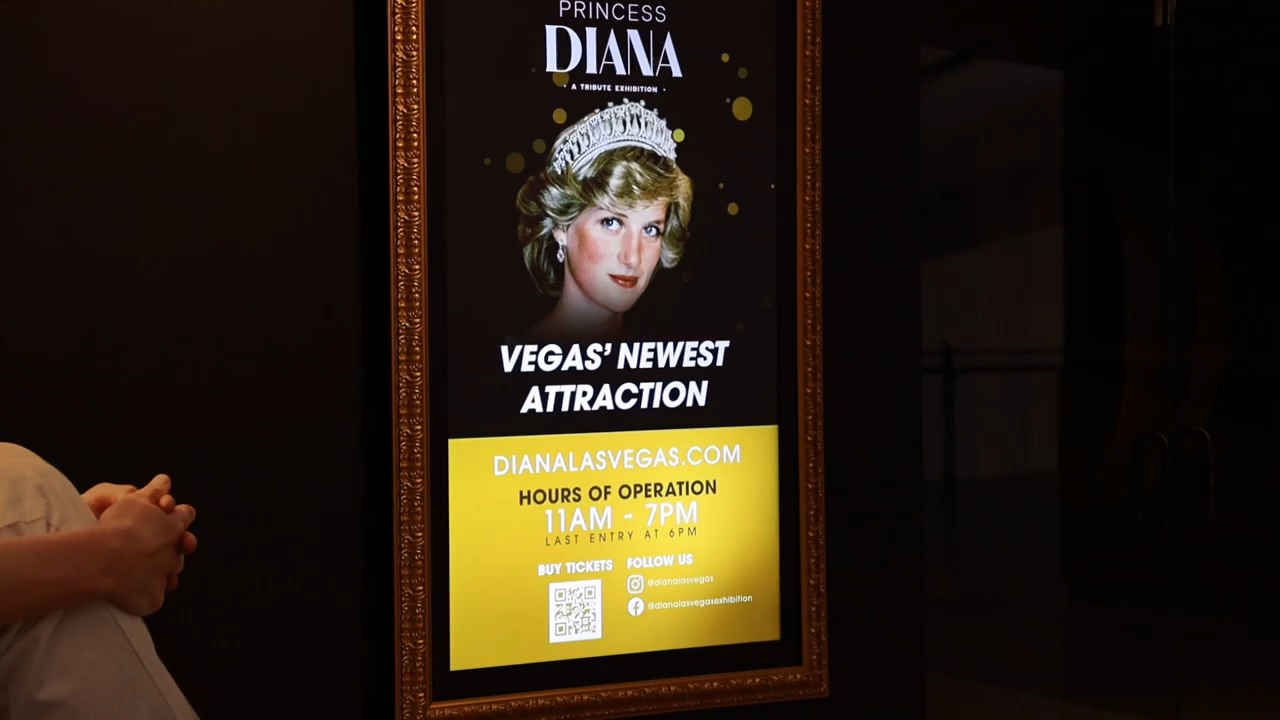 PRINCESS
DIANA
· A TRIBUTE EXHIBITION ·
VEGAS’ NEWEST
ATTRACTION
DIANALASVEGAS.COM
HOURS OF OPERATION
11AM - 7PM
LAST ENTRY AT 6PM
BUY TICKETS
FOLLOW US
@dianalasvegas
@dianalasvegasexhibition